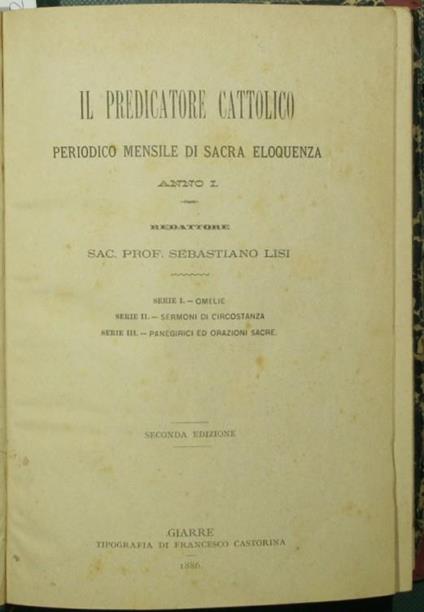 IL PREDICATORE CATTOLICO
PERIODICO MENSILE DI SACRA ELOQUENZA
ANNO I.
REDATTORE
SAC. PROF. SEBASTIANO LISI
SERIE I. — OMELIE
SERIE II. — SERMONI DI CIRCOSTANZA
SERIE III. — PANEGIRICI ED ORAZIONI SACRE.
SECONDA EDIZIONE
GIARRE
TIPOGRAFIA DI FRANCESCO CASTORINA
1886